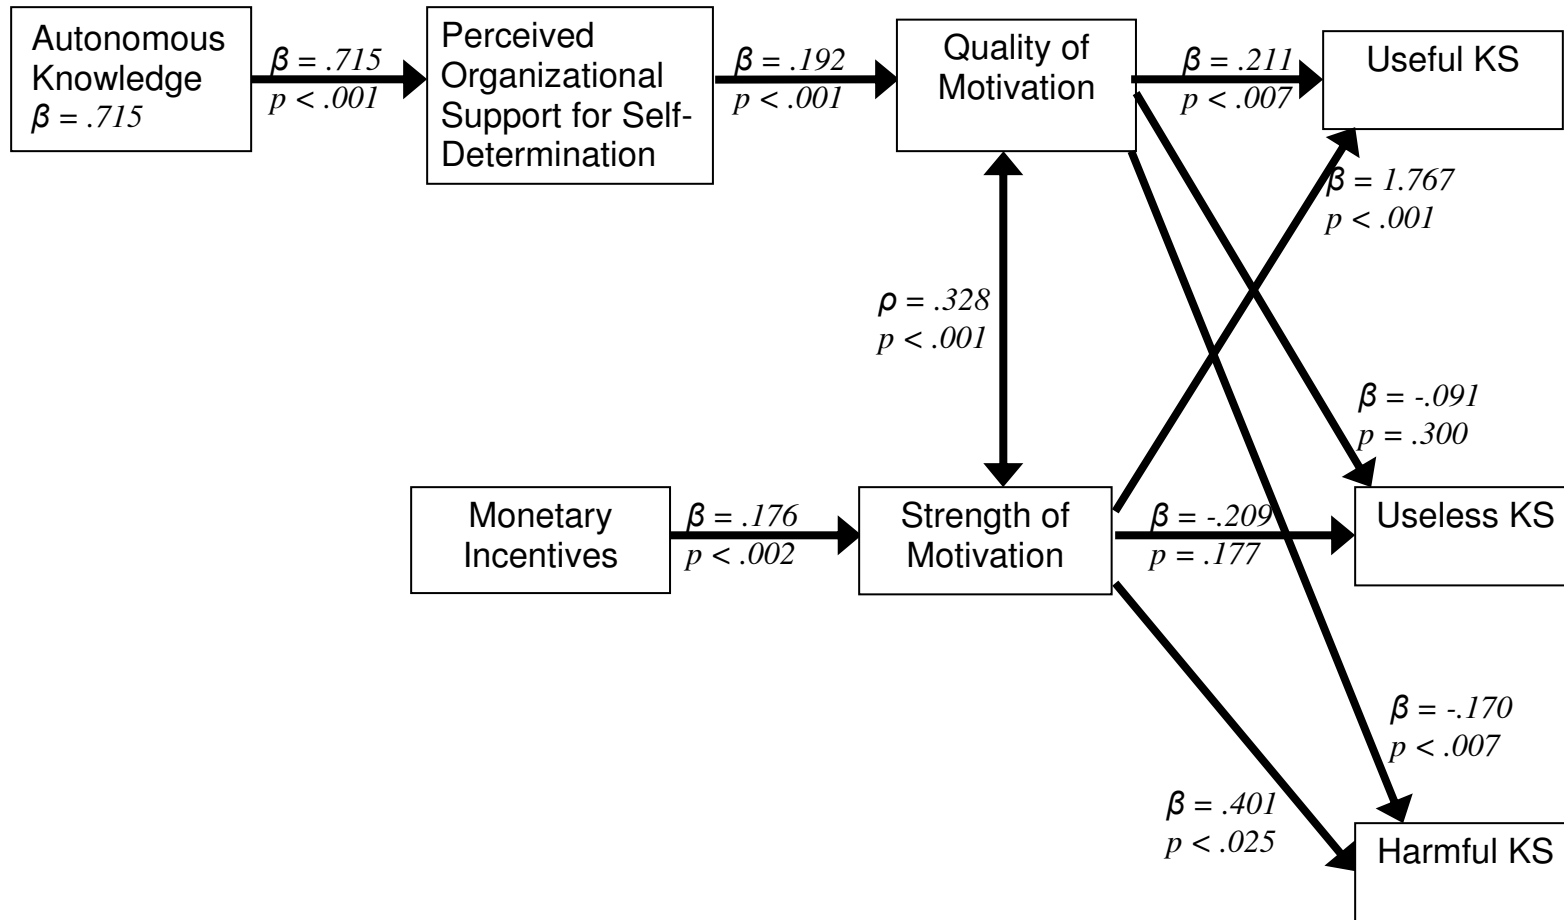 Autonomous
Knowledge
β = .715
β = .715
p < .001
Perceived
Organizational
Support for Self-
Determination
β = .192
p < .001
Quality of
Motivation
β = .211
p < .007
Useful KS
β = 1.767
p < .001
ρ = .328
p < .001
β = -.091
p = .300
Monetary
Incentives
β = .176
p < .002
Strength of
Motivation
β = -.209
p = .177
Useless KS
β = -.170
p < .007
β = .401
p < .025
Harmful KS